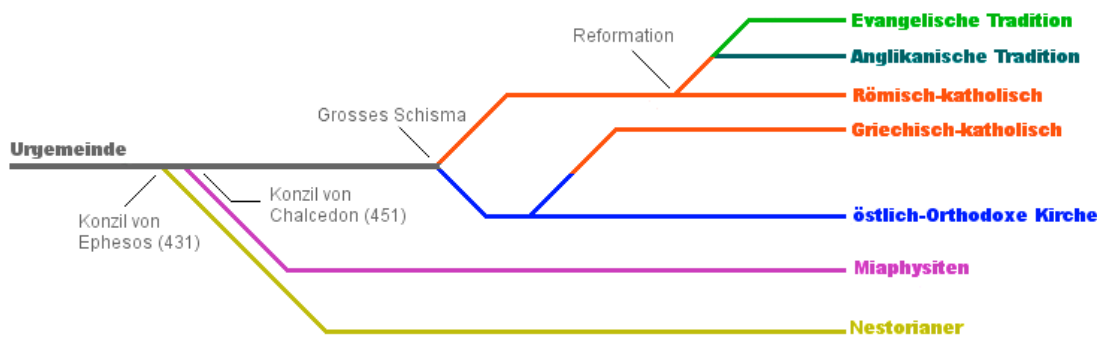 Evangelische Tradition
Reformation
Anglikanische Tradition
Römisch-katholisch
Grosses Schisma
Griechisch-katholisch
Urgemeinde
Konzil von
Chalcedon (451)
Konzil von
Ephesos (431)
östlich-Orthodoxe Kirche
Miaphysiten
Nestorianer